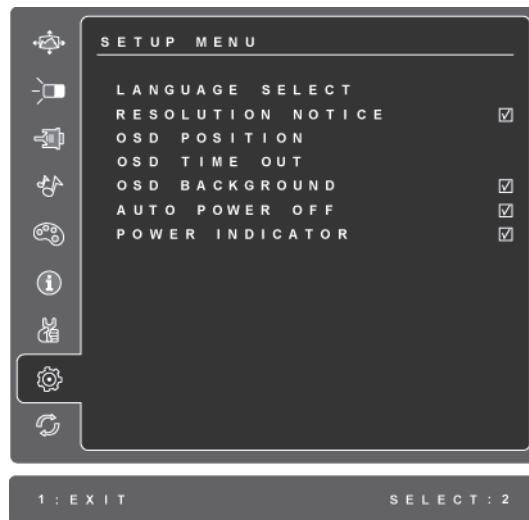 SETUP MENU
LANGUAGE SELECT
RESOLUTION NOTICE ☑
OSD POSITION
OSD TIME OUT
OSD BACKGROUND ☑
AUTO POWER OFF ☑
POWER INDICATOR ☑
1:EXIT SELECT:2